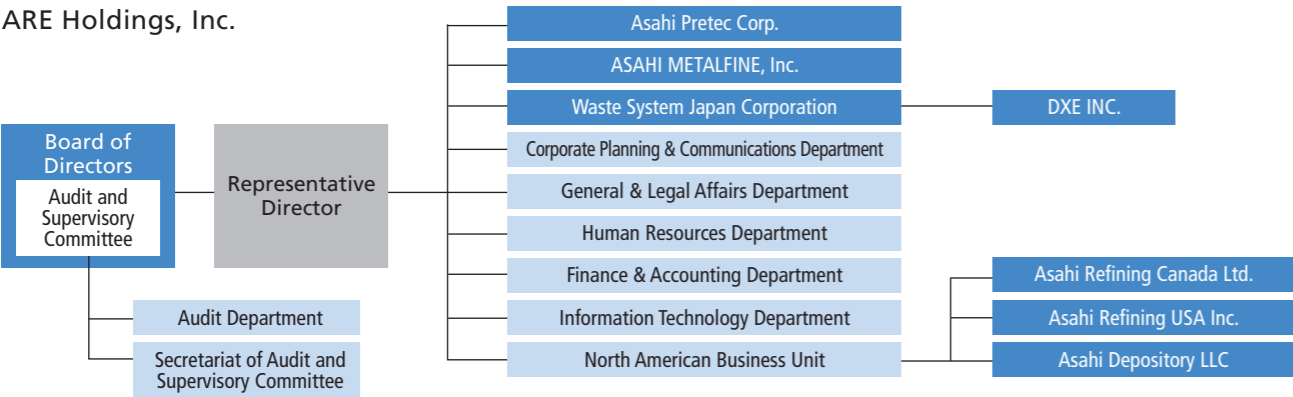 ARE Holdings, Inc.
Board of
Directors
Audit and
Supervisory
Committee
Audit Department
Secretariat of Audit and
Supervisory Committee
Representative
Director
Asahi Pretec Corp.
ASAHI METALFINE, Inc.
Waste System Japan Corporation
DXE INC.
Corporate Planning & Communications Department
General & Legal Affairs Department
Human Resources Department
Finance & Accounting Department
Information Technology Department
North American Business Unit
Asahi Refining Canada Ltd.
Asahi Refining USA Inc.
Asahi Depository LLC